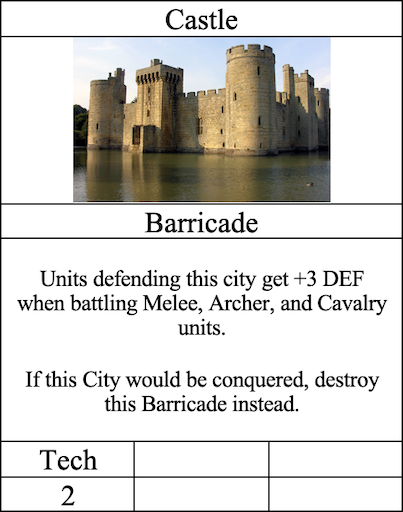 Castle
Barricade
Units defending this city get +3 DEF
when battling Melee, Archer, and Cavalry
units.
If this City would be conquered, destroy
this Barricade instead.
Tech
2